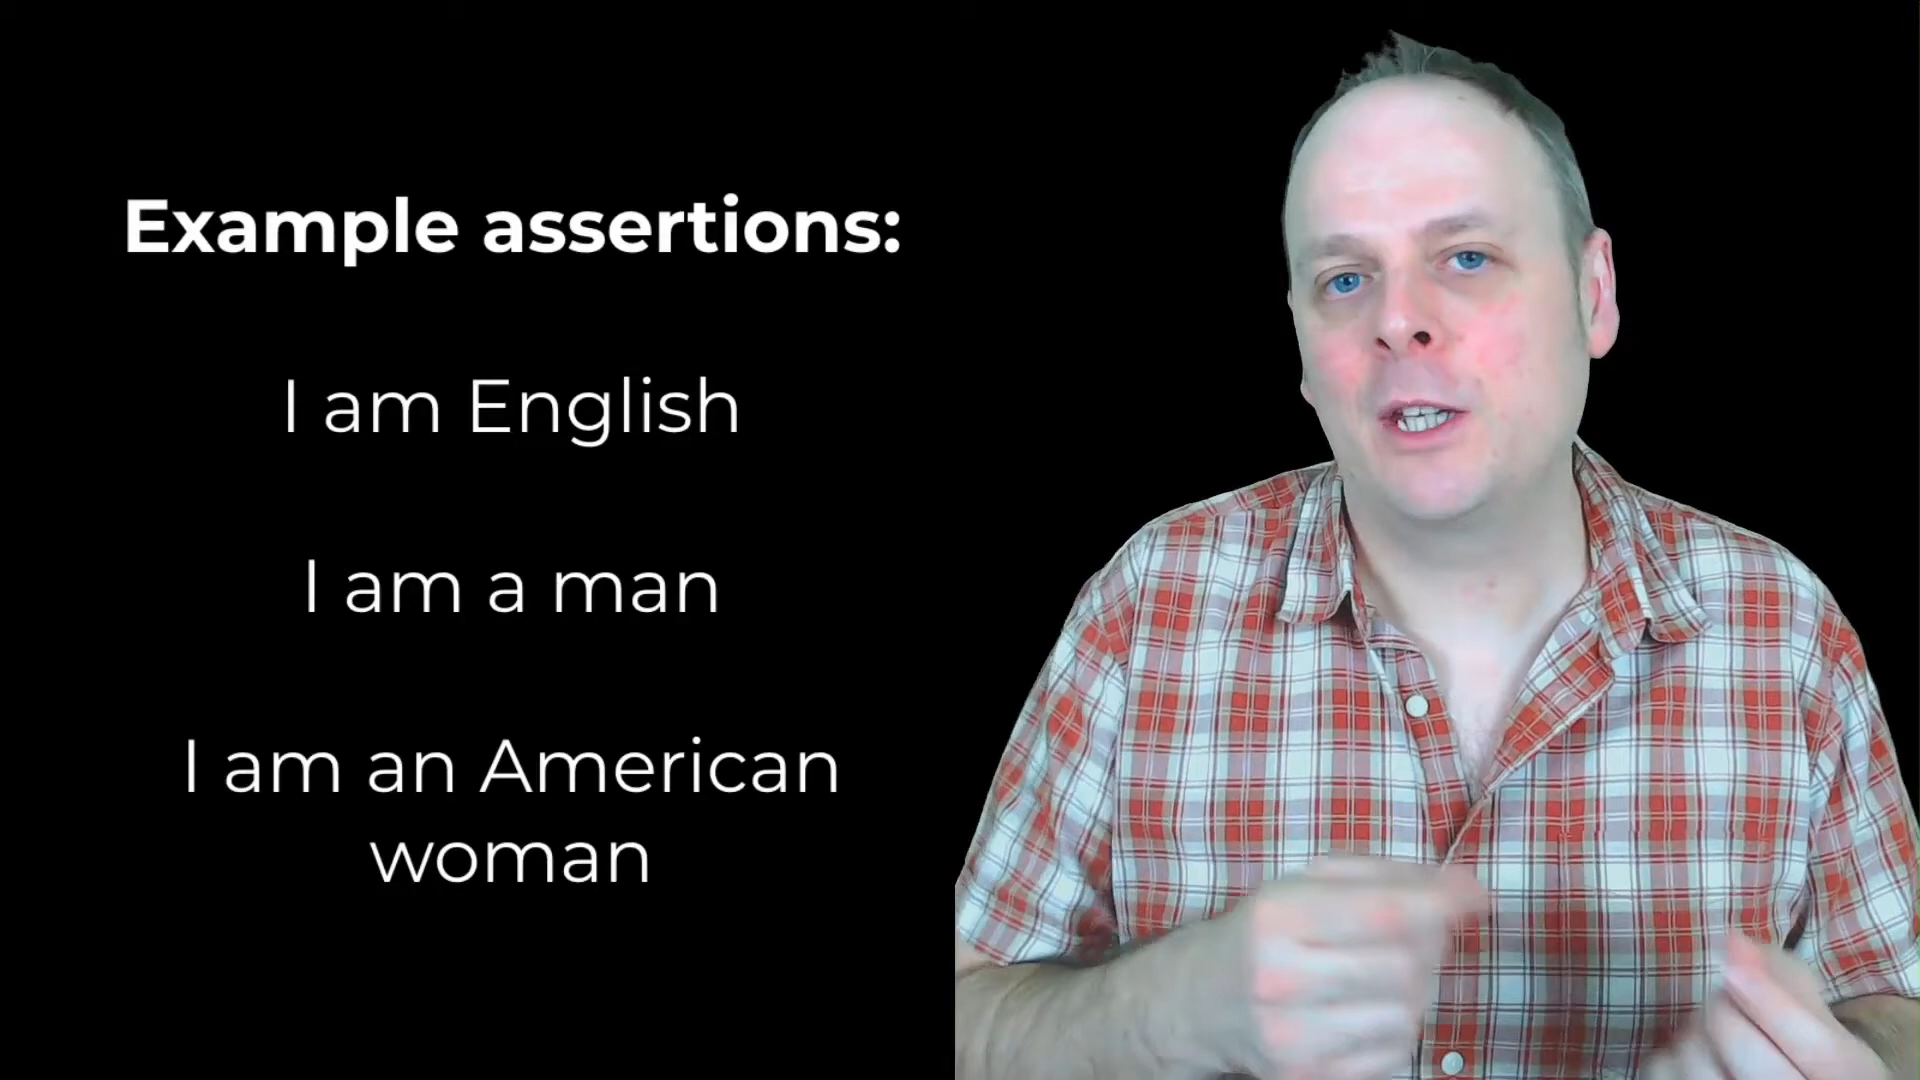 Example assertions:
I am English
I am a man
I am an American
woman